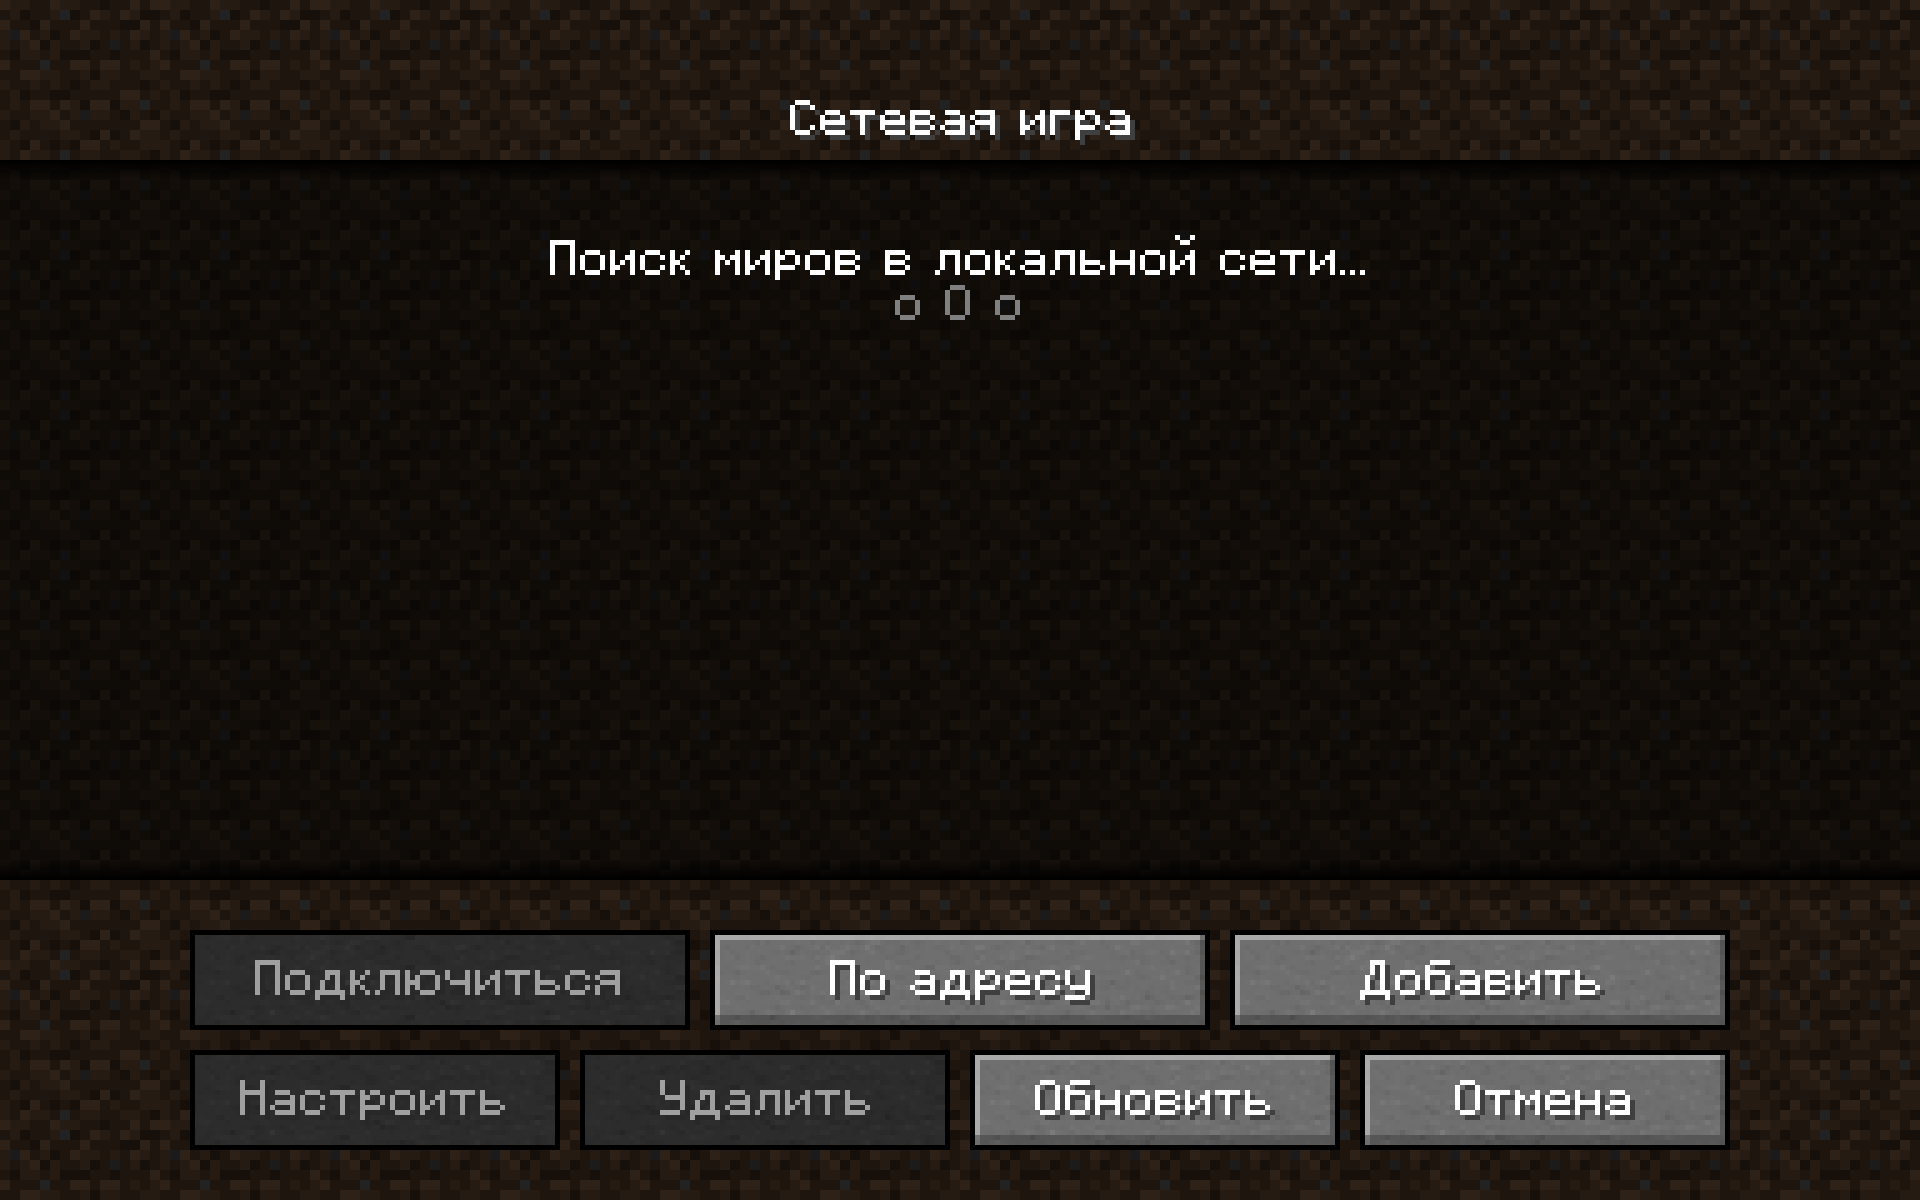 Сетевая игра
Поиск миров в локальной сети...
o O o
Подключиться
По адресу
Добавить
Настроить
Удалить
Обновить
Отмена